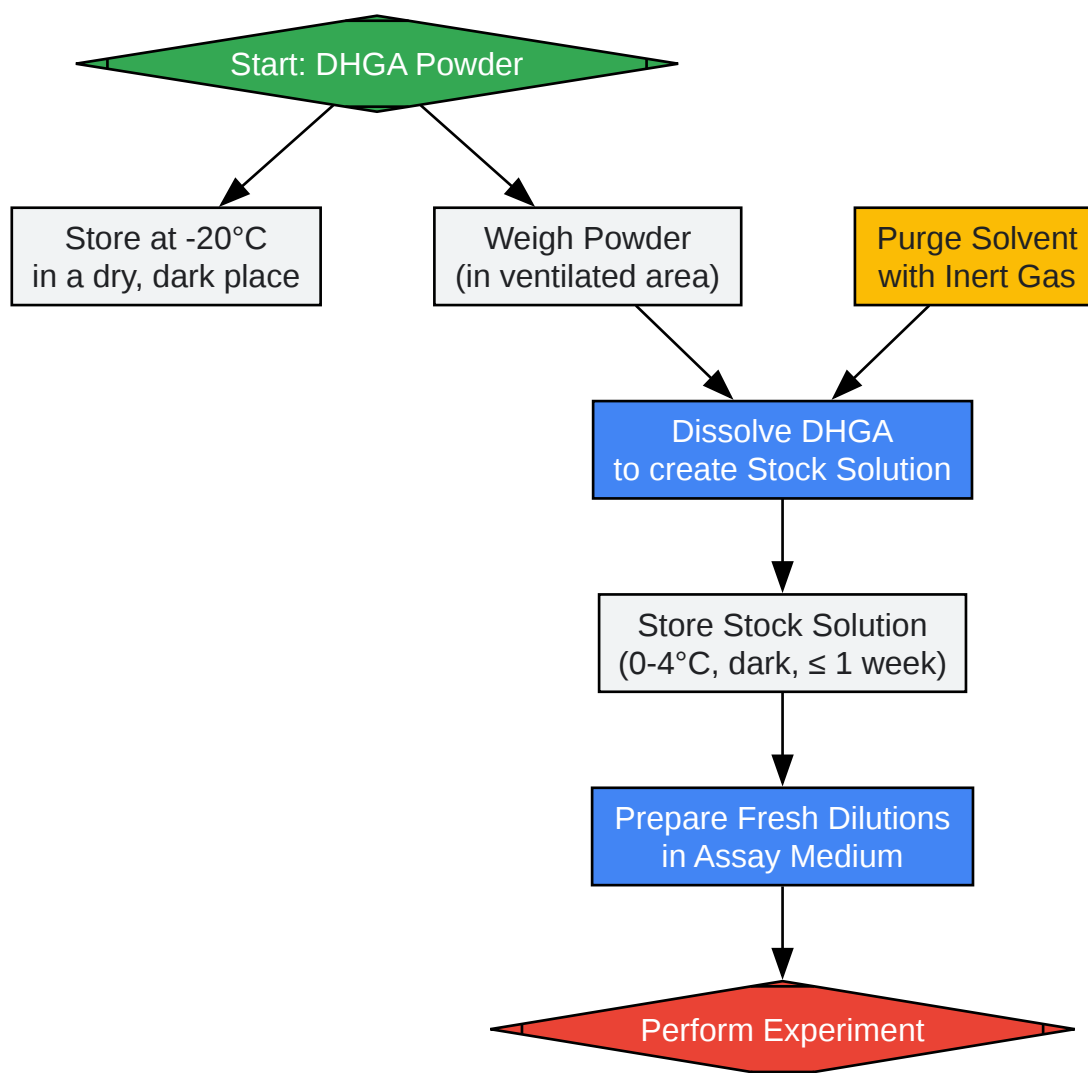 Start: DHGA Powder
Store at -20°C
in a dry, dark place
Weigh Powder
(in ventilated area)
Purge Solvent
with Inert Gas
Dissolve DHGA
to create Stock Solution
Store Stock Solution
(0-4°C, dark, ≤ 1 week)
Prepare Fresh Dilutions
in Assay Medium
Perform Experiment